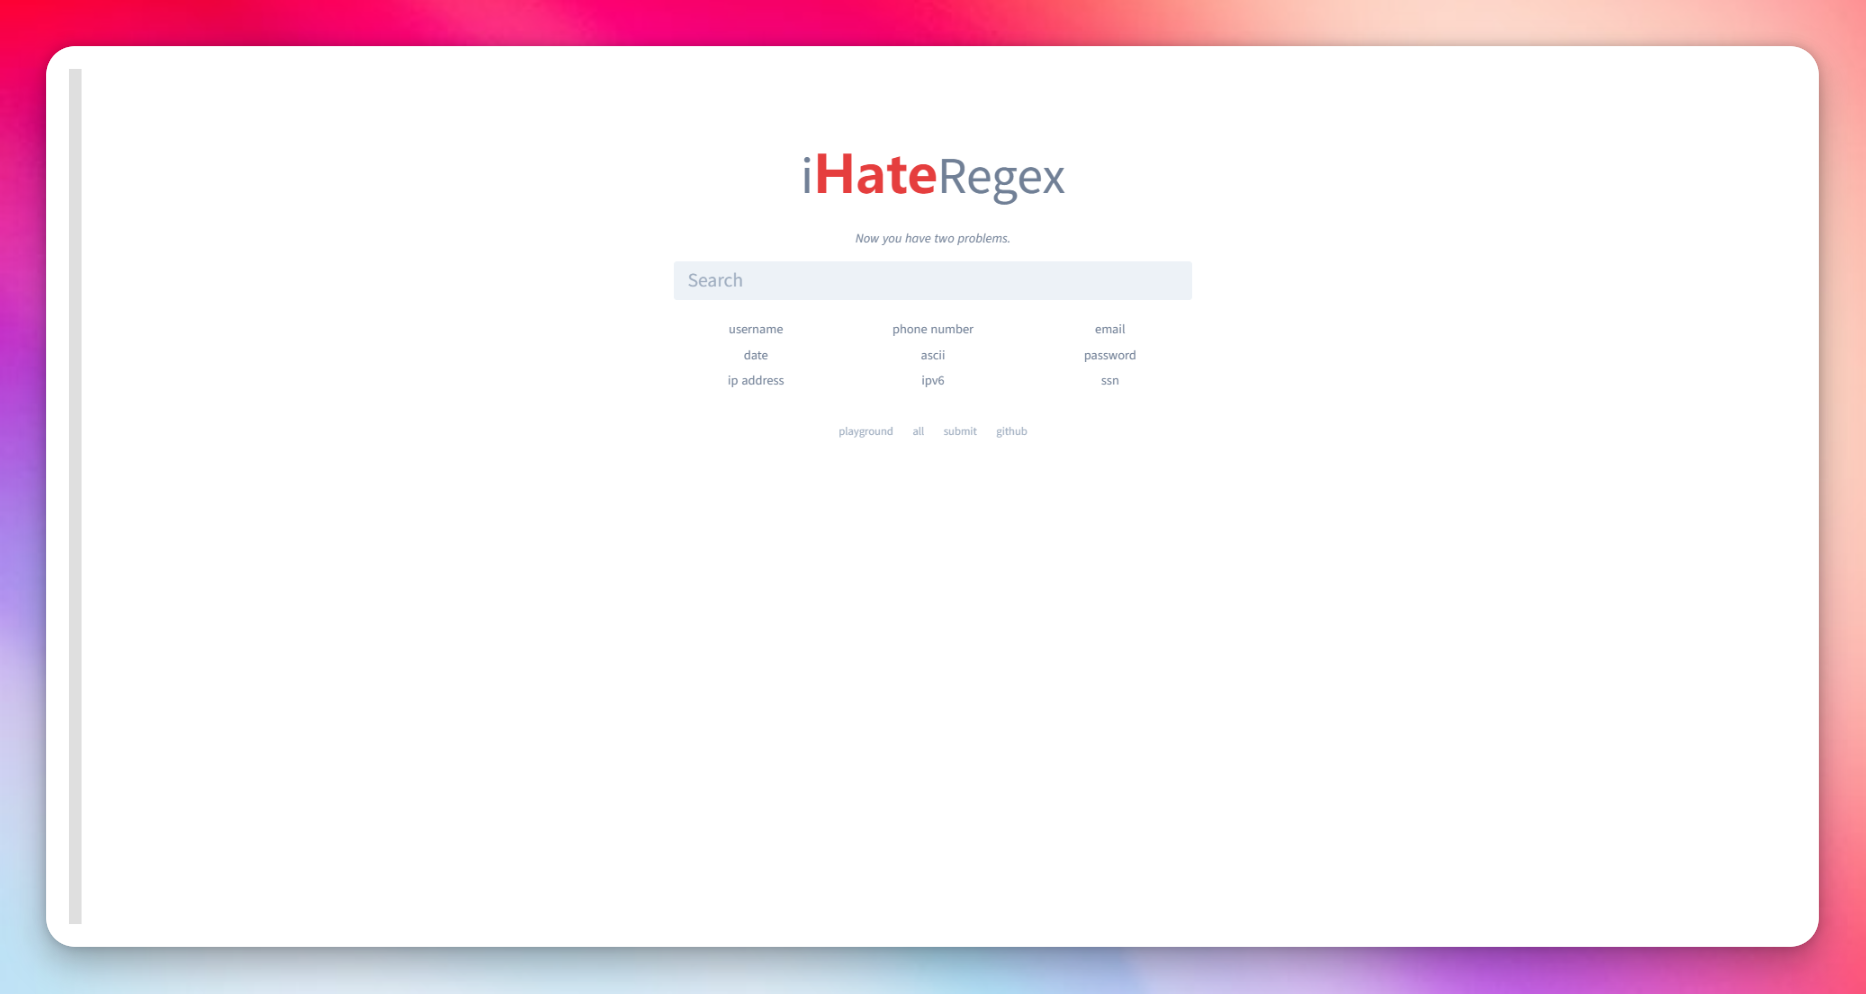 iHateRegex
Now you have two problems.
Search
username phone number email
date ascii password
ip address ipv6 ssn
playground all submit github